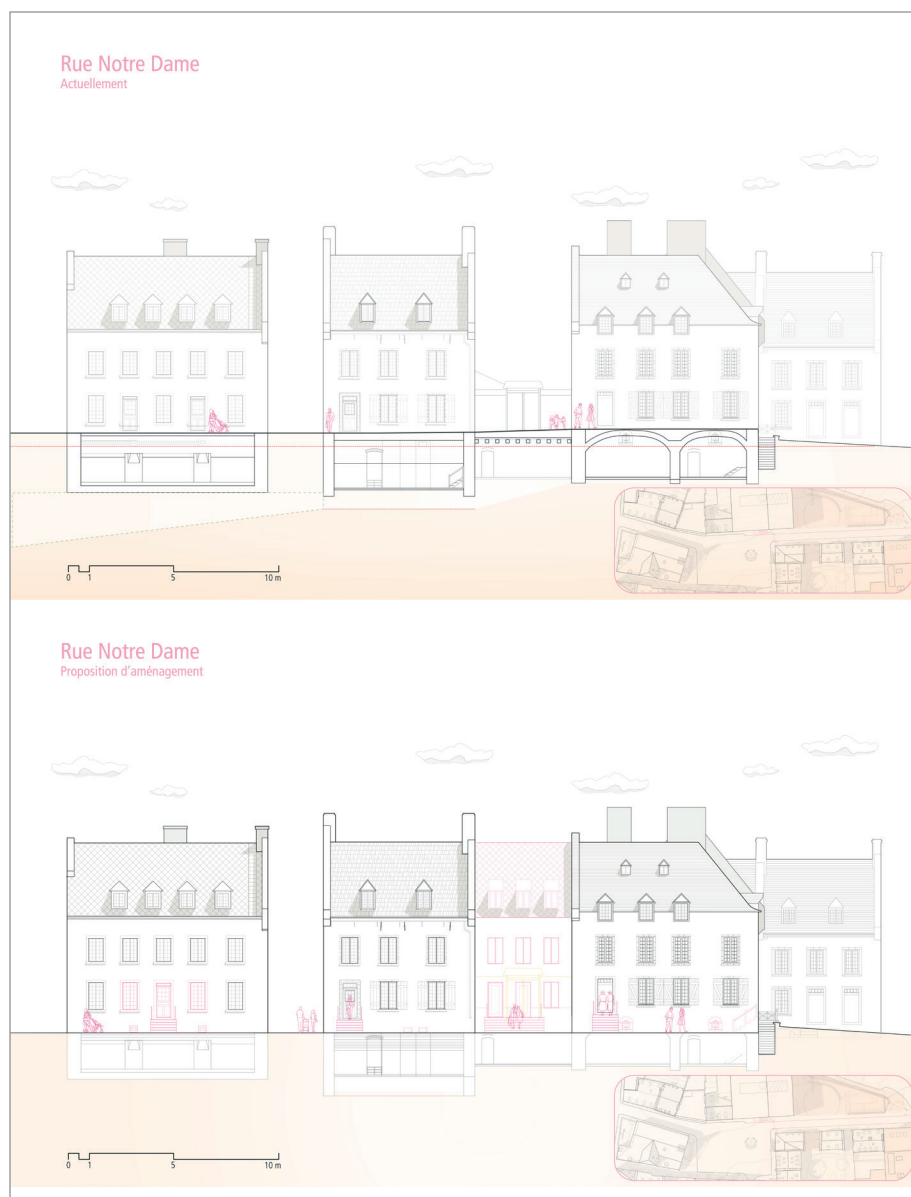 Rue Notre Dame
Actuellement
0 1 5 10 m
Rue Notre Dame
Proposition d'aménagement
0 1 5 10 m